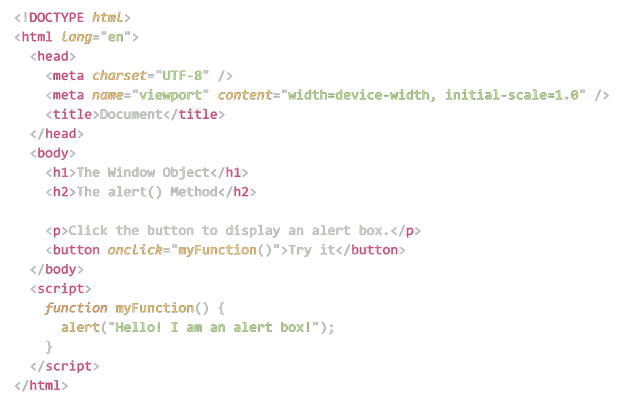 <!DOCTYPE html>
<html lang="en">
<head>
<meta charset="UTF-8" />
<meta name="viewport" content="width=device-width, initial-scale=1.0" />
<title>Document</title>
</head>
<body>
<h1>The Window Object</h1>
<h2>The alert() Method</h2>
<p>Click the button to display an alert box.</p>
<button onclick="myFunction()">Try it</button>
</body>
<script>
function myFunction() {
alert("Hello! I am an alert box!");
}
</script>
</html>